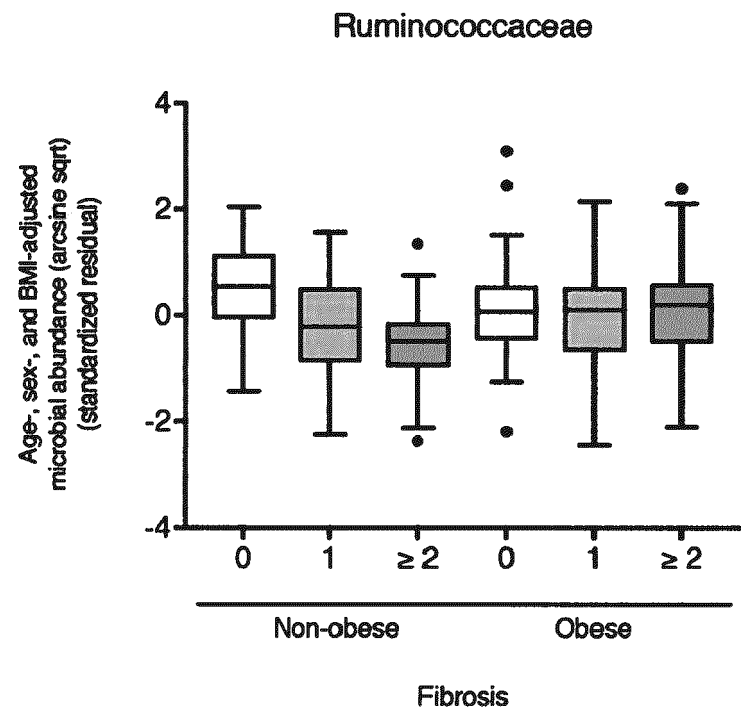 Ruminococcaceae
Age-, sex-, and BMI-adjusted
microbial abundance (arcsine sqrt)
(standardized residual)
4
2
0
-2
-4
0 1 ≥ 2 0 1 ≥ 2
Non-obese Obese
Fibrosis